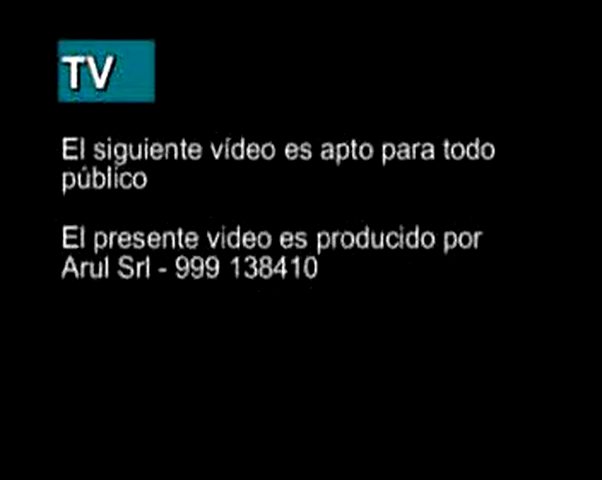 TV
El siguiente vídeo es apto para todo
público
El presente video es producido por
Arul Srl - 999 138410